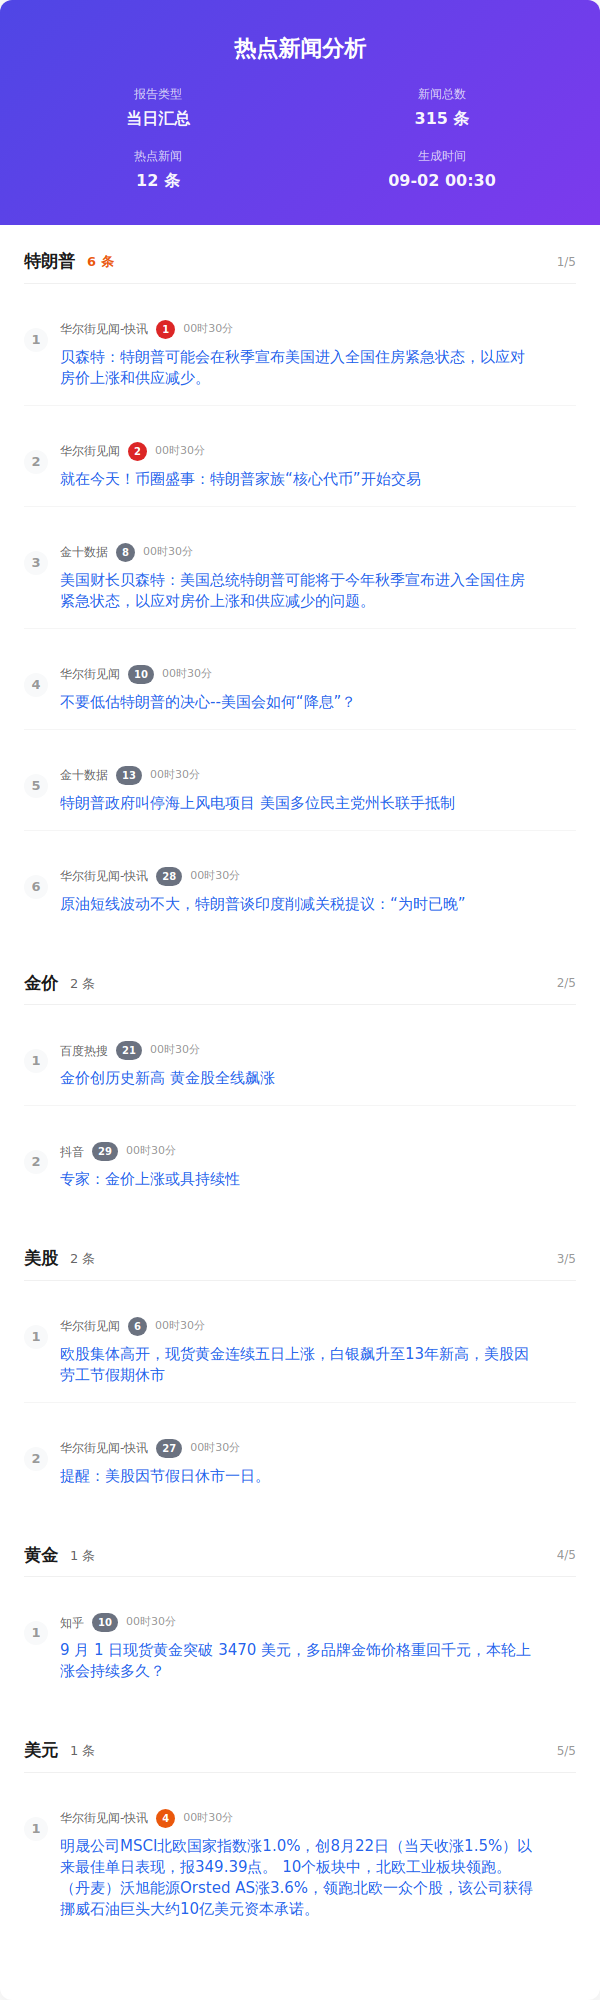 热点新闻分析
报告类型
当日汇总
新闻总数
315 条
热点新闻
12 条
生成时间
09-02 00:30
特朗普 6 条 1/5
1
华尔街见闻-快讯 1 00时30分
贝森特：特朗普可能会在秋季宣布美国进入全国住房紧急状态，以应对
房价上涨和供应减少。
2
华尔街见闻 2 00时30分
就在今天！币圈盛事：特朗普家族“核心代币”开始交易
3
金十数据 8 00时30分
美国财长贝森特：美国总统特朗普可能将于今年秋季宣布进入全国住房
紧急状态，以应对房价上涨和供应减少的问题。
4
华尔街见闻 10 00时30分
不要低估特朗普的决心--美国会如何“降息”？
5
金十数据 13 00时30分
特朗普政府叫停海上风电项目 美国多位民主党州长联手抵制
6
华尔街见闻-快讯 28 00时30分
原油短线波动不大，特朗普谈印度削减关税提议：“为时已晚”
金价 2 条 2/5
1
百度热搜 21 00时30分
金价创历史新高 黄金股全线飙涨
2
抖音 29 00时30分
专家：金价上涨或具持续性
美股 2 条 3/5
1
华尔街见闻 6 00时30分
欧股集体高开，现货黄金连续五日上涨，白银飙升至13年新高，美股因
劳工节假期休市
2
华尔街见闻-快讯 27 00时30分
提醒：美股因节假日休市一日。
黄金 1 条 4/5
1
知乎 10 00时30分
9 月 1 日现货黄金突破 3470 美元，多品牌金饰价格重回千元，本轮上
涨会持续多久？
美元 1 条 5/5
1
华尔街见闻-快讯 4 00时30分
明晟公司MSCI北欧国家指数涨1.0%，创8月22日（当天收涨1.5%）以
来最佳单日表现，报349.39点。 10个板块中，北欧工业板块领跑。
（丹麦）沃旭能源Orsted AS涨3.6%，领跑北欧一众个股，该公司获得
挪威石油巨头大约10亿美元资本承诺。